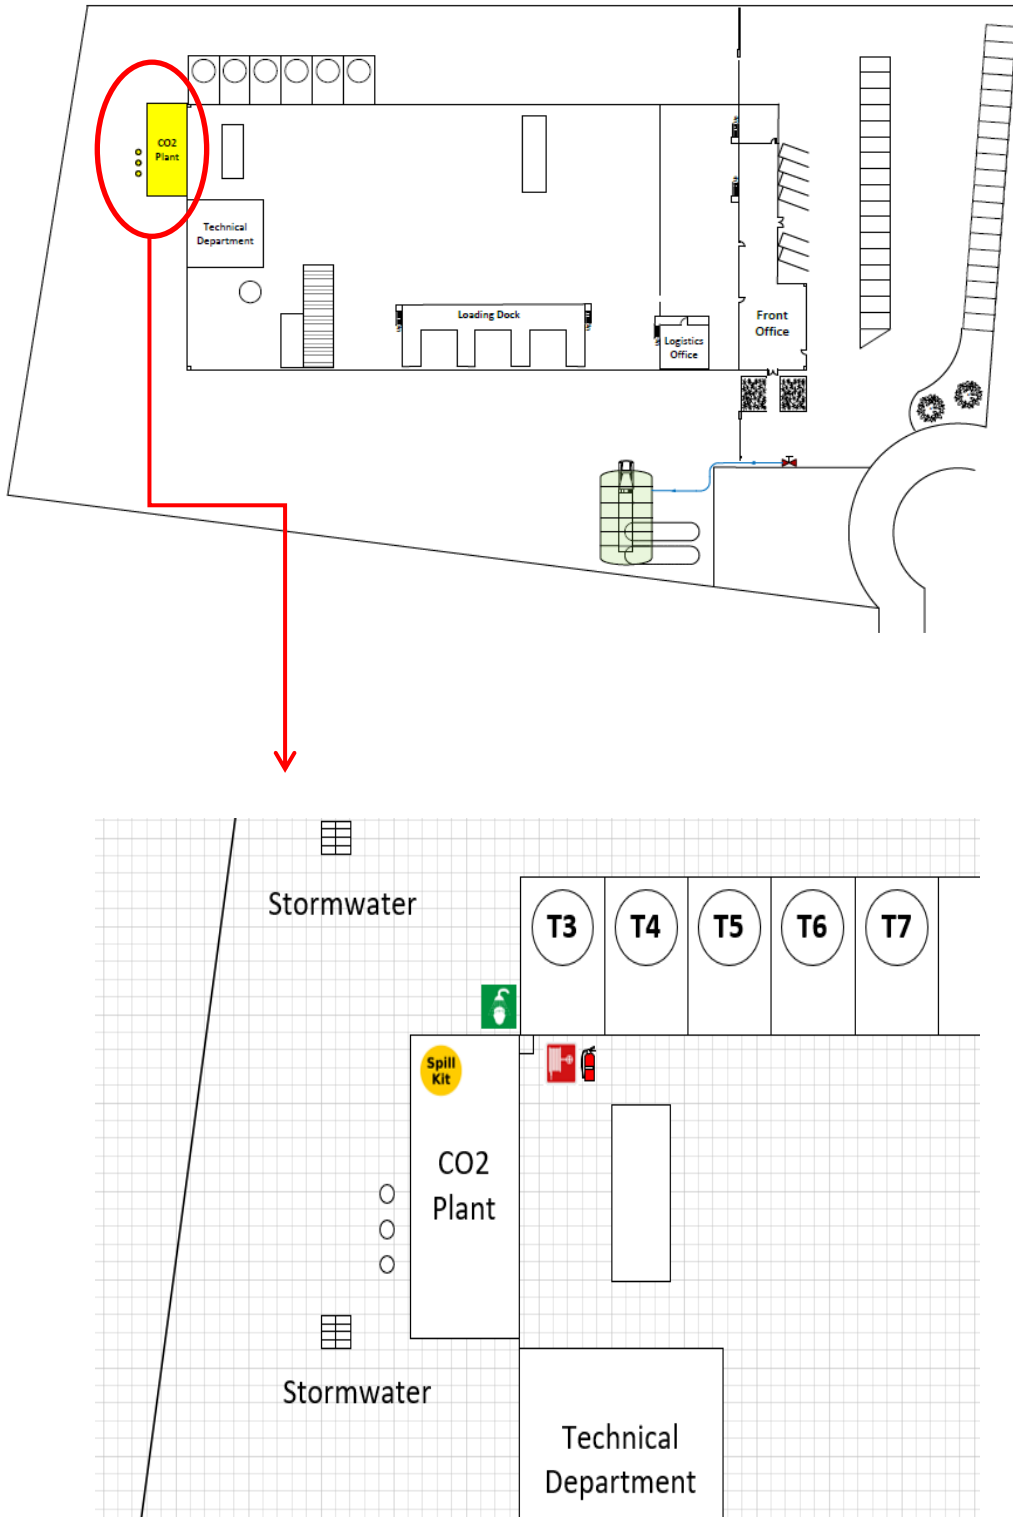 CO2
Plant
Technical
Department
Loading Dock
Logistics
Office
Front
Office
Stormwater
T3 T4 T5 T6 T7
Spill
Kit
CO2
Plant
Stormwater
Technical
Department